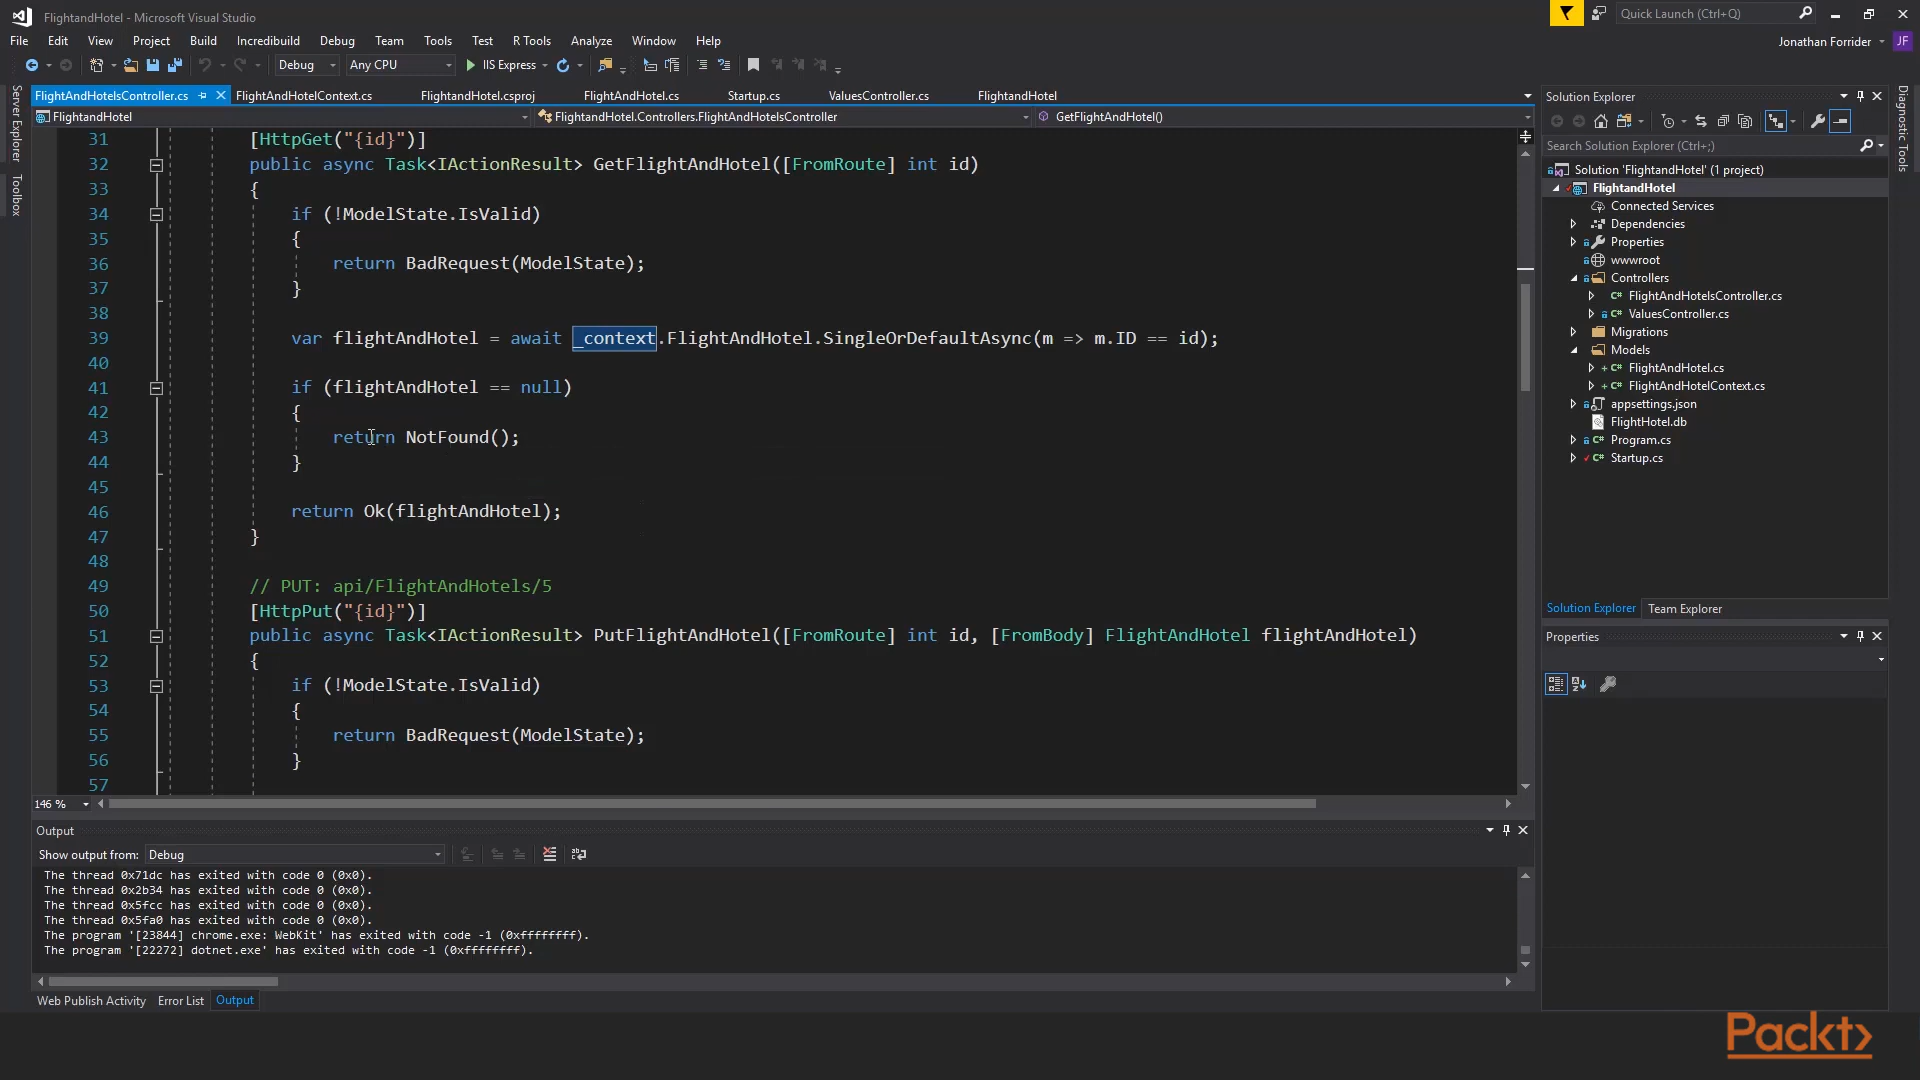 FlightandHotel - Microsoft Visual Studio
Quick Launch (Ctrl+Q)
File Edit View Project Build Incredibuild Debug Team Tools Test R Tools Analyze Window Help
Jonathan Forrider JF
Debug Any CPU IIS Express
FlightAndHotelsController.cs FlightAndHotelContext.cs FlightandHotel.csproj FlightAndHotel.cs Startup.cs ValuesController.cs FlightandHotel
FlightandHotel FlightandHotel.Controllers.FlightAndHotelsController GetFlightAndHotel()
Server Explorer
Toolbox
31 [HttpGet("{id}")]
32 public async Task<IActionResult> GetFlightAndHotel([FromRoute] int id)
33 {
34 if (!ModelState.IsValid)
35 {
36 return BadRequest(ModelState);
37 }
38
39 var flightAndHotel = await _context.FlightAndHotel.SingleOrDefaultAsync(m => m.ID == id);
40
41 if (flightAndHotel == null)
42 {
43 return NotFound();
44 }
45
46 return Ok(flightAndHotel);
47 }
48
49 // PUT: api/FlightAndHotels/5
50 [HttpPut("{id}")]
51 public async Task<IActionResult> PutFlightAndHotel([FromRoute] int id, [FromBody] FlightAndHotel flightAndHotel)
52 {
53 if (!ModelState.IsValid)
54 {
55 return BadRequest(ModelState);
56 }
57
146 %
Output
Show output from: Debug
The thread 0x71dc has exited with code 0 (0x0).
The thread 0x2b34 has exited with code 0 (0x0).
The thread 0x5fcc has exited with code 0 (0x0).
The thread 0x5fa0 has exited with code 0 (0x0).
The program '[23844] chrome.exe: WebKit' has exited with code -1 (0xffffffff).
The program '[22272] dotnet.exe' has exited with code -1 (0xffffffff).
Web Publish Activity Error List Output
Solution Explorer
Search Solution Explorer (Ctrl+;)
Solution 'FlightandHotel' (1 project)
FlightandHotel
Connected Services
Dependencies
Properties
wwwroot
Controllers
FlightAndHotelsController.cs
ValuesController.cs
Migrations
Models
FlightAndHotel.cs
FlightAndHotelContext.cs
appsettings.json
FlightHotel.db
Program.cs
Startup.cs
Solution Explorer Team Explorer
Properties
Diagnostic Tools
Packt>